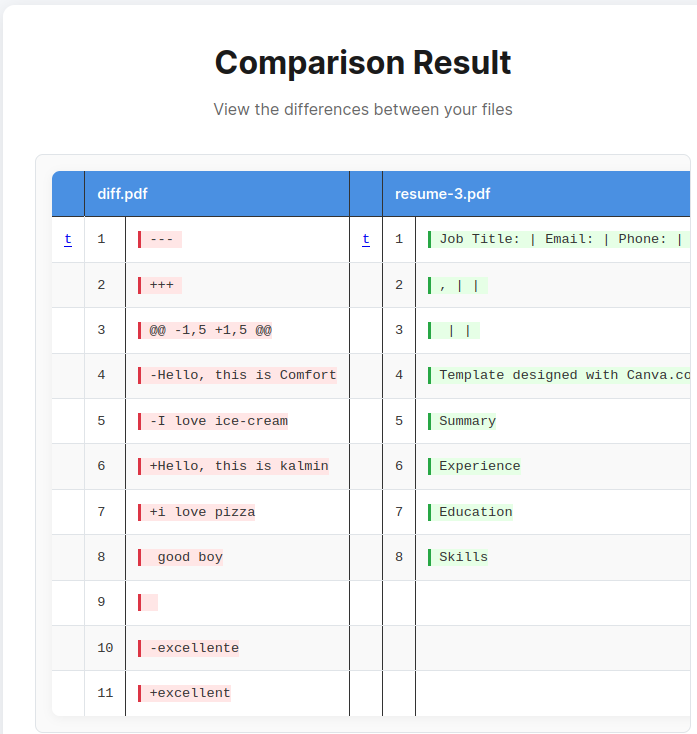 Comparison Result
View the differences between your files
diff.pdf resume-3.pdf
t 1 --- t 1 Job Title: | Email: | Phone: |
2 +++ 2 , | |
3 @@ -1,5 +1,5 @@ 3 | |
4 -Hello, this is Comfort 4 Template designed with Canva.co
5 -I love ice-cream 5 Summary
6 +Hello, this is kalmin 6 Experience
7 +i love pizza 7 Education
8 good boy 8 Skills
9
10 -excellente
11 +excellent